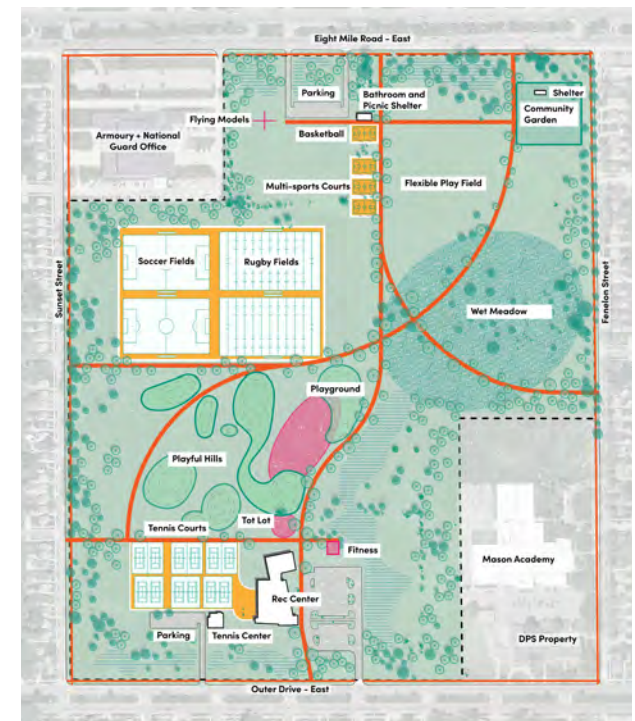 Eight Mile Road - East
Parking
Bathroom and
Picnic Shelter
Shelter
Community
Garden
Flying Models
Armoury + National
Guard Office
Basketball
Multi-sports Courts
Flexible Play Field
Soccer Fields
Rugby Fields
Sunset Street
Fenelon Street
Wet Meadow
Playground
Playful Hills
Tot Lot
Tennis Courts
Fitness
Mason Academy
Rec Center
Parking
Tennis Center
DPS Property
Outer Drive - East